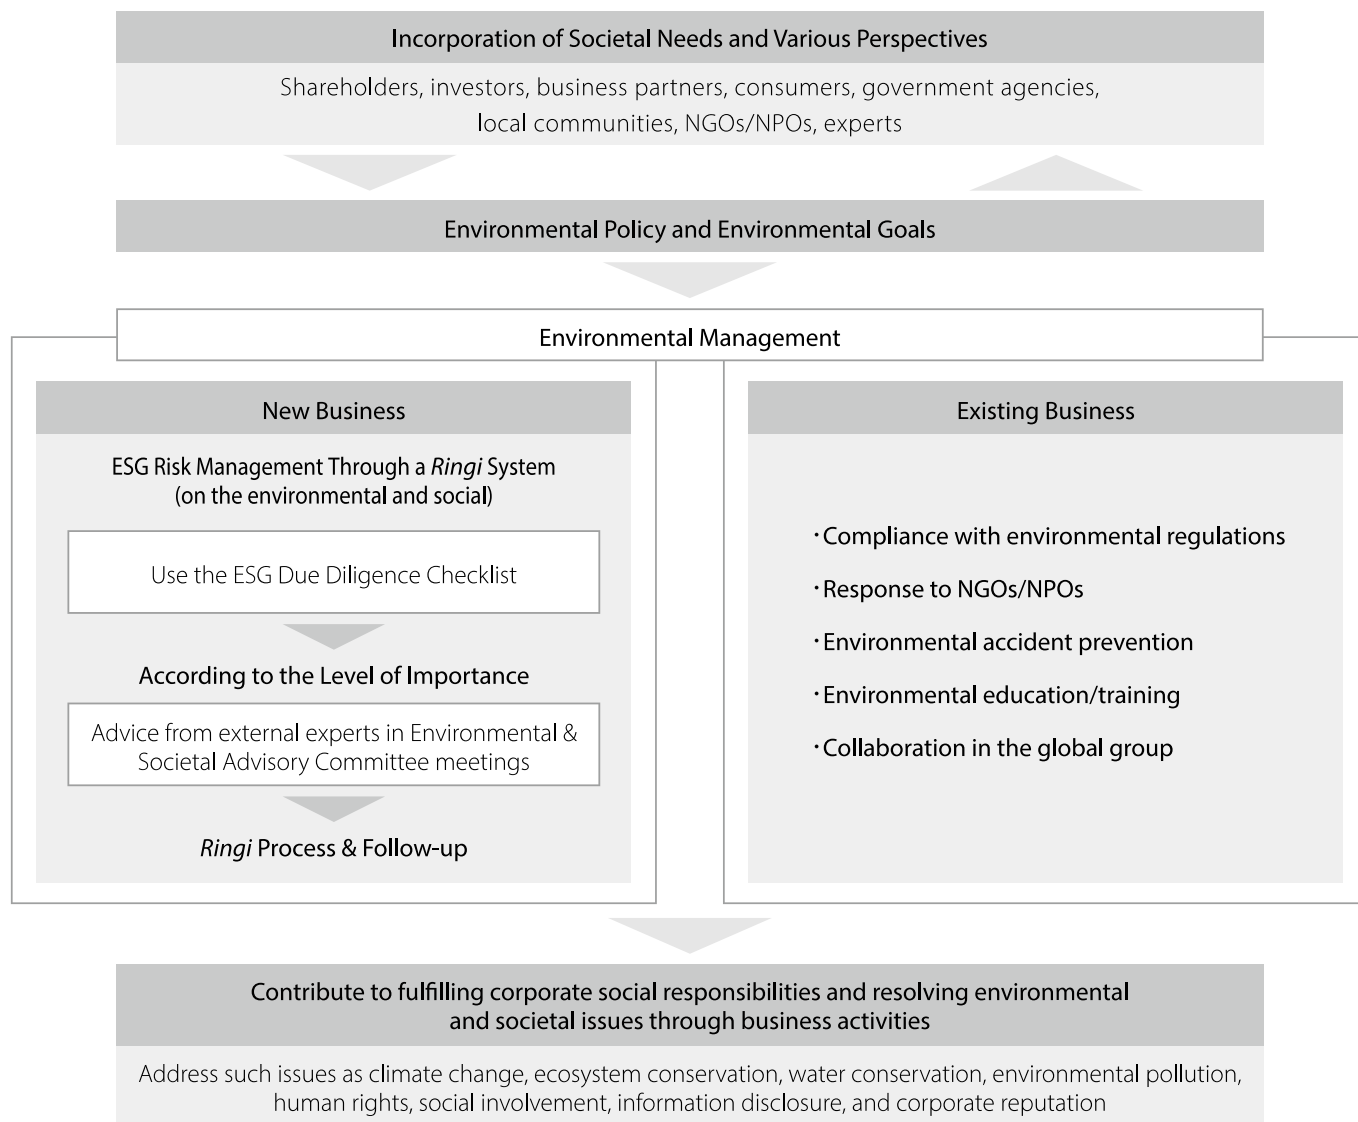 Incorporation of Societal Needs and Various Perspectives
Shareholders, investors, business partners, consumers, government agencies,
local communities, NGOs/NPOs, experts
Environmental Policy and Environmental Goals
Environmental Management
New Business
ESG Risk Management Through a Ringi System
(on the environmental and social)
Use the ESG Due Diligence Checklist
According to the Level of Importance
Advice from external experts in Environmental &
Societal Advisory Committee meetings
Ringi Process & Follow-up
Existing Business
・Compliance with environmental regulations
・Response to NGOs/NPOs
・Environmental accident prevention
・Environmental education/training
・Collaboration in the global group
Contribute to fulfilling corporate social responsibilities and resolving environmental
and societal issues through business activities
Address such issues as climate change, ecosystem conservation, water conservation, environmental pollution,
human rights, social involvement, information disclosure, and corporate reputation